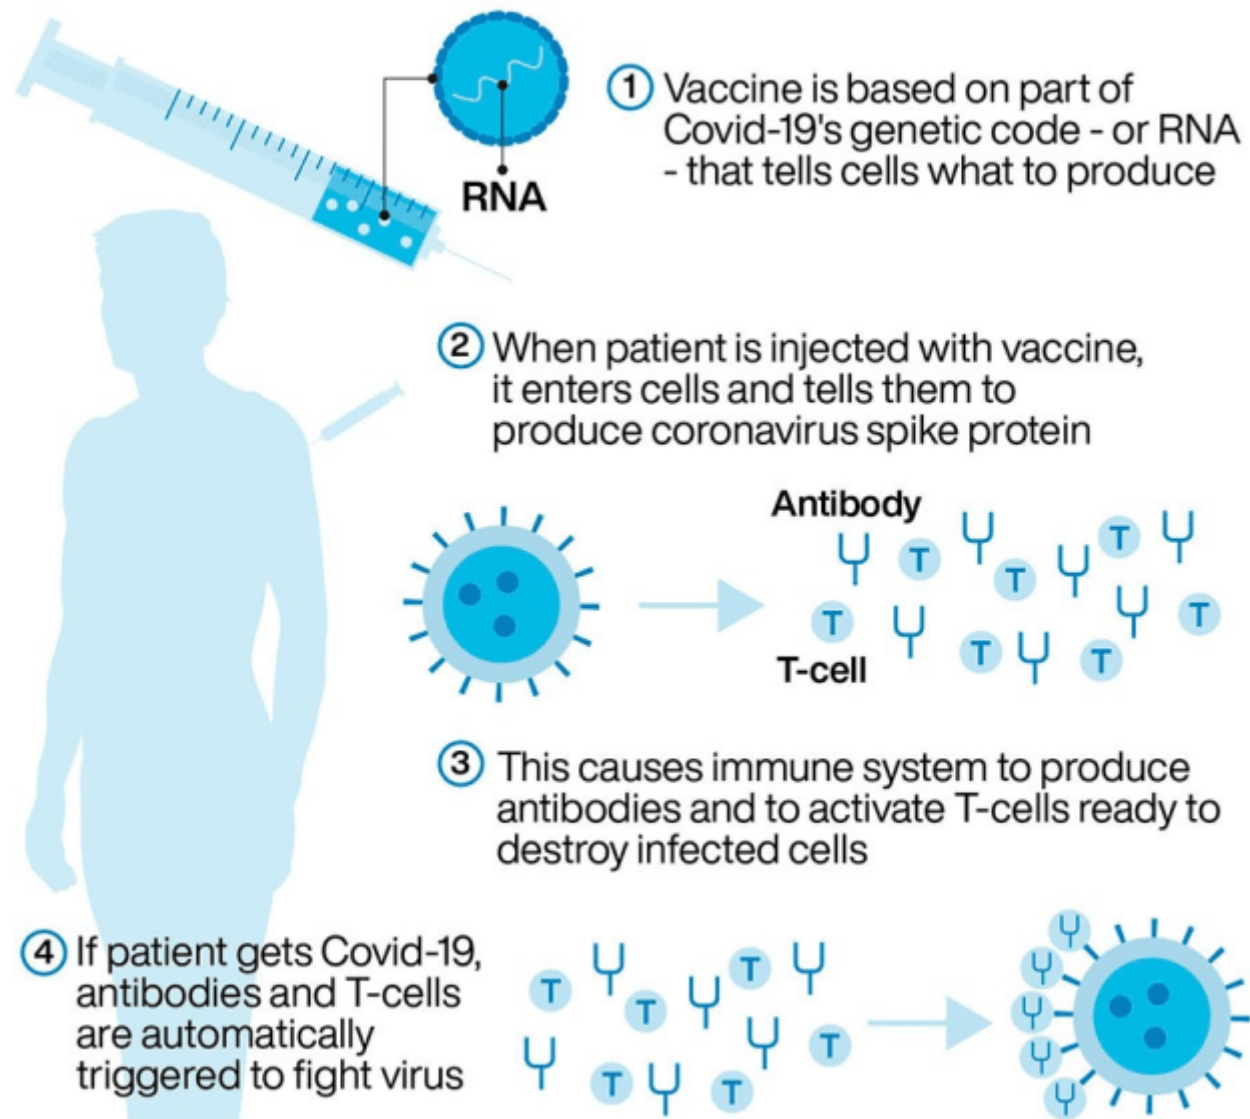 RNA
1 Vaccine is based on part of
Covid-19's genetic code - or RNA
- that tells cells what to produce
2 When patient is injected with vaccine,
it enters cells and tells them to
produce coronavirus spike protein
Antibody
T T T
T T T T
T-cell
3 This causes immune system to produce
antibodies and to activate T-cells ready to
destroy infected cells
4 If patient gets Covid-19,
antibodies and T-cells
are automatically
triggered to fight virus
T T T
T T T